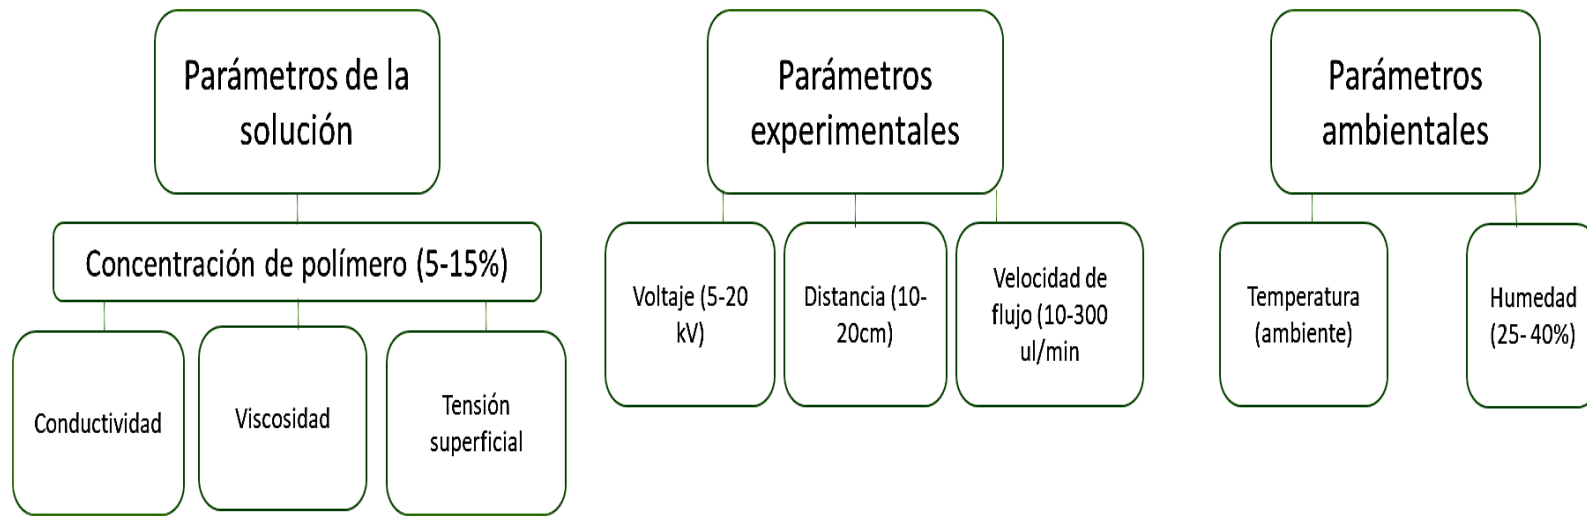 Parámetros de la
solución
Concentración de polímero (5-15%)
Conductividad
Viscosidad
Tensión
superficial
Parámetros
experimentales
Voltaje (5-20
kV)
Distancia (10-
20cm)
Velocidad de
flujo (10-300
ul/min
Parámetros
ambientales
Temperatura
(ambiente)
Humedad
(25- 40%)